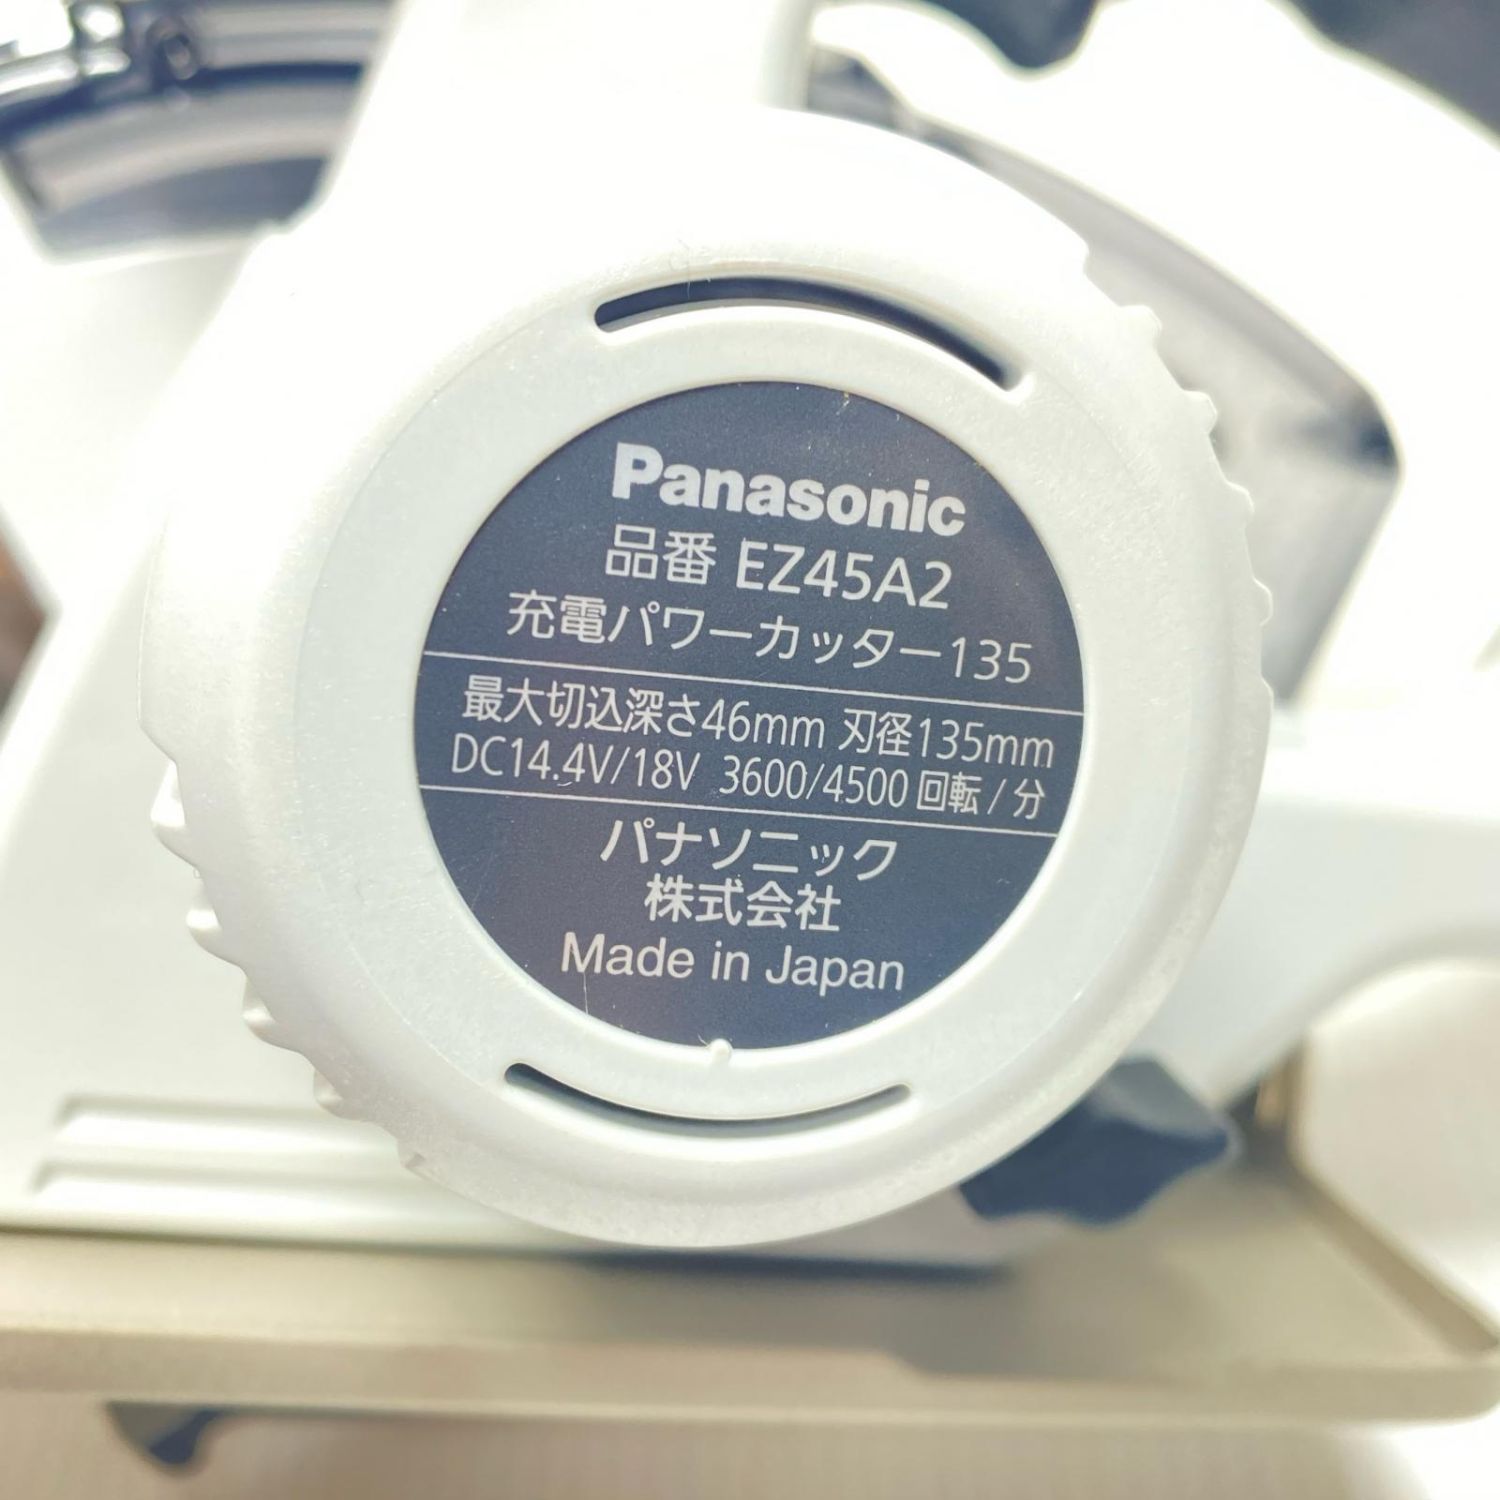 Panasonic
品番 EZ45A2
充電パワーカッター135
最大切込深さ46mm 刃径135mm
DC14.4V/18V 3600/4500 回転/分
パナソニック
株式会社
Made in Japan